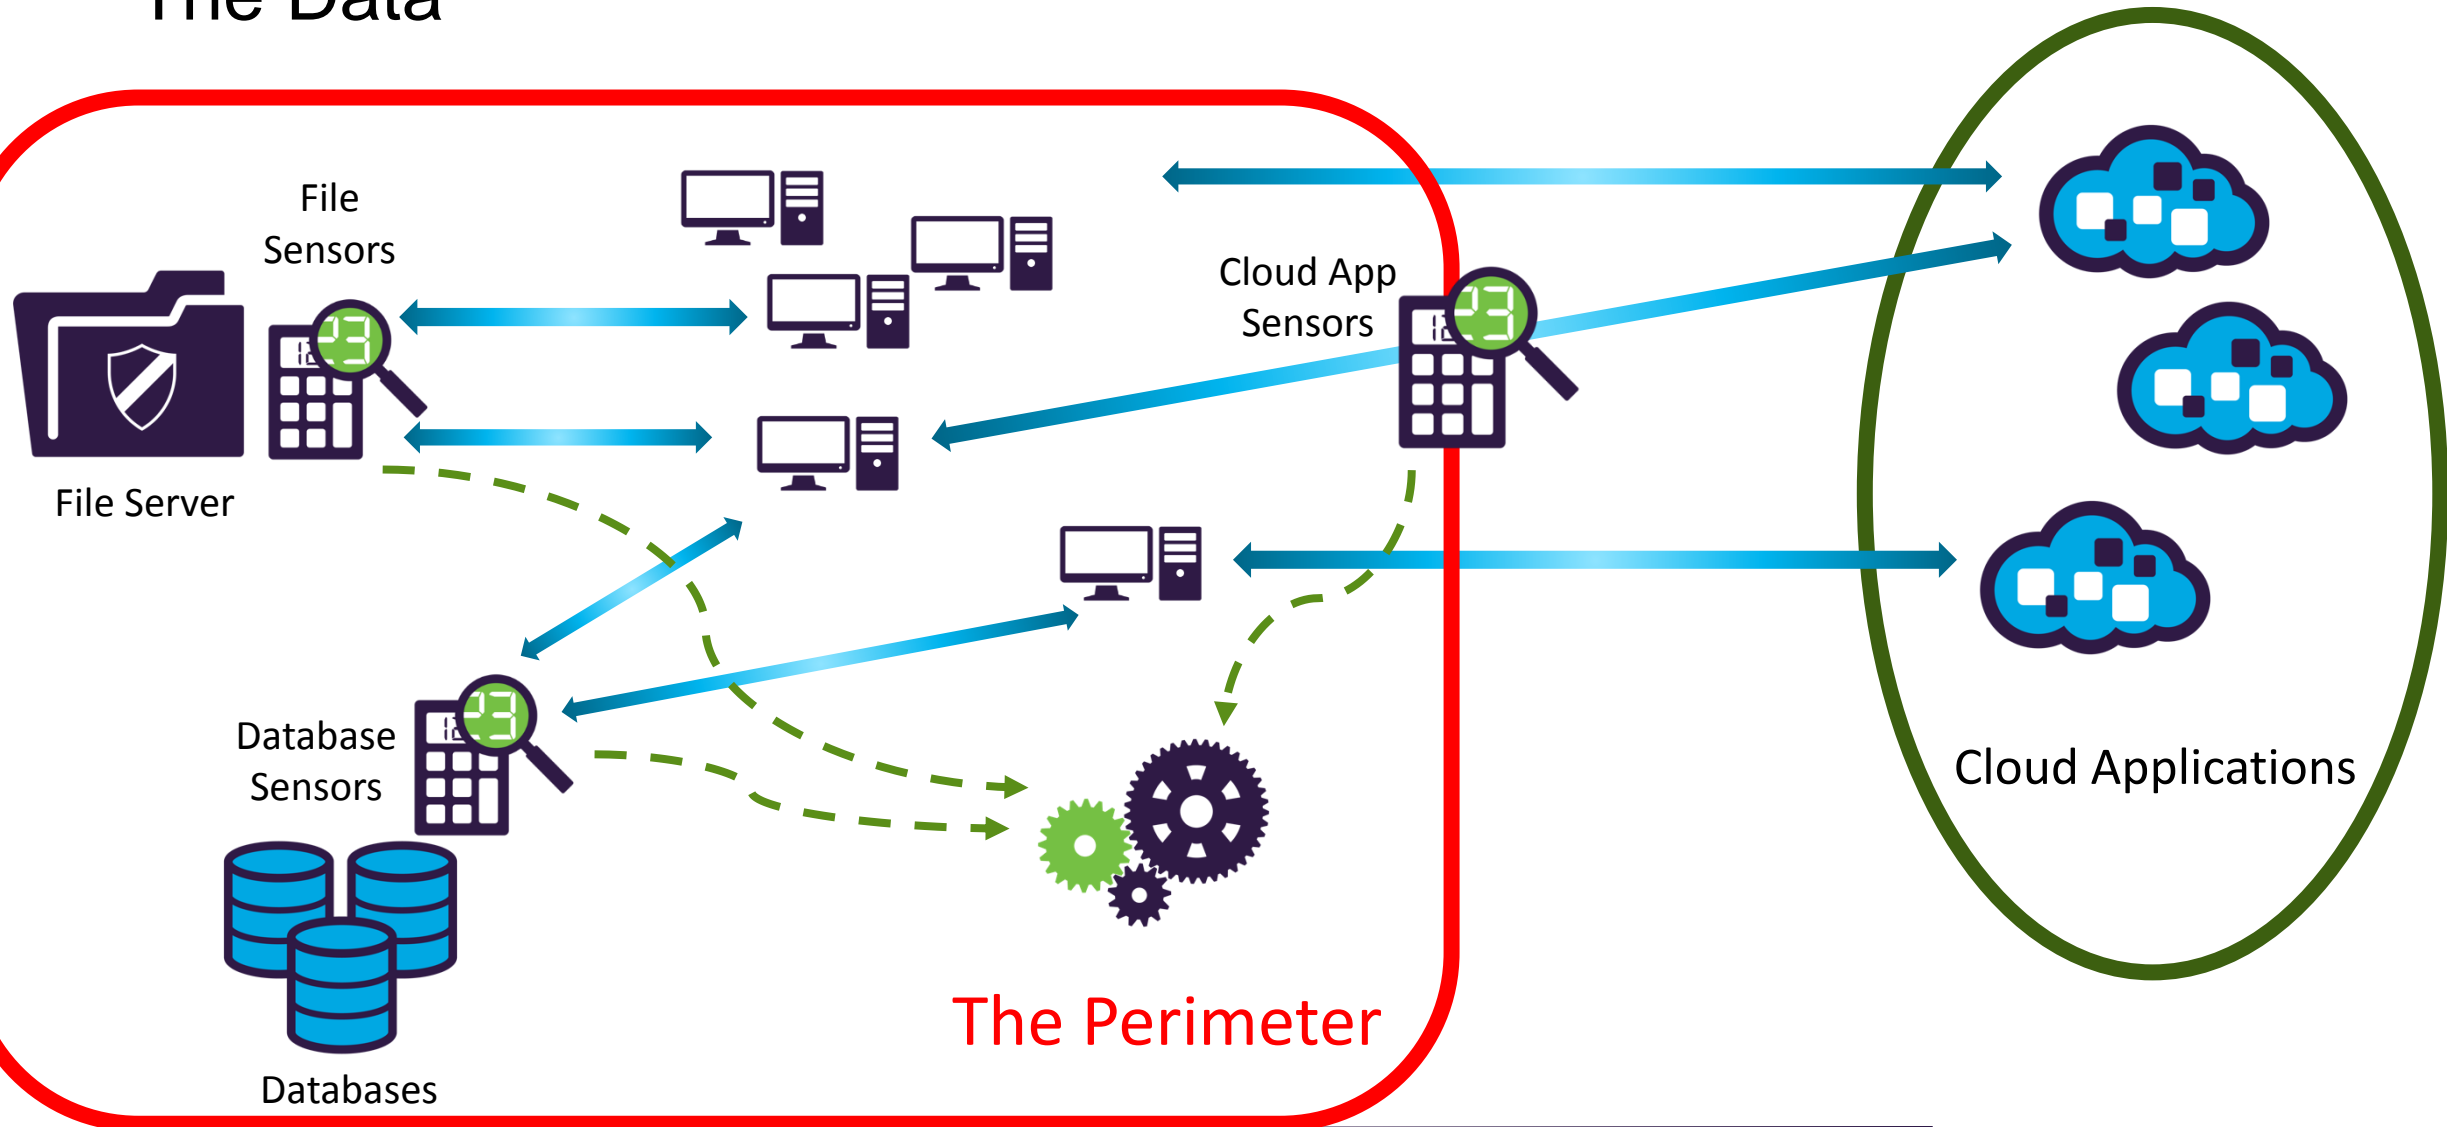 The Data
File
Sensors
Cloud App
Sensors
File Server
Database
Sensors
Cloud Applications
The Perimeter
Databases